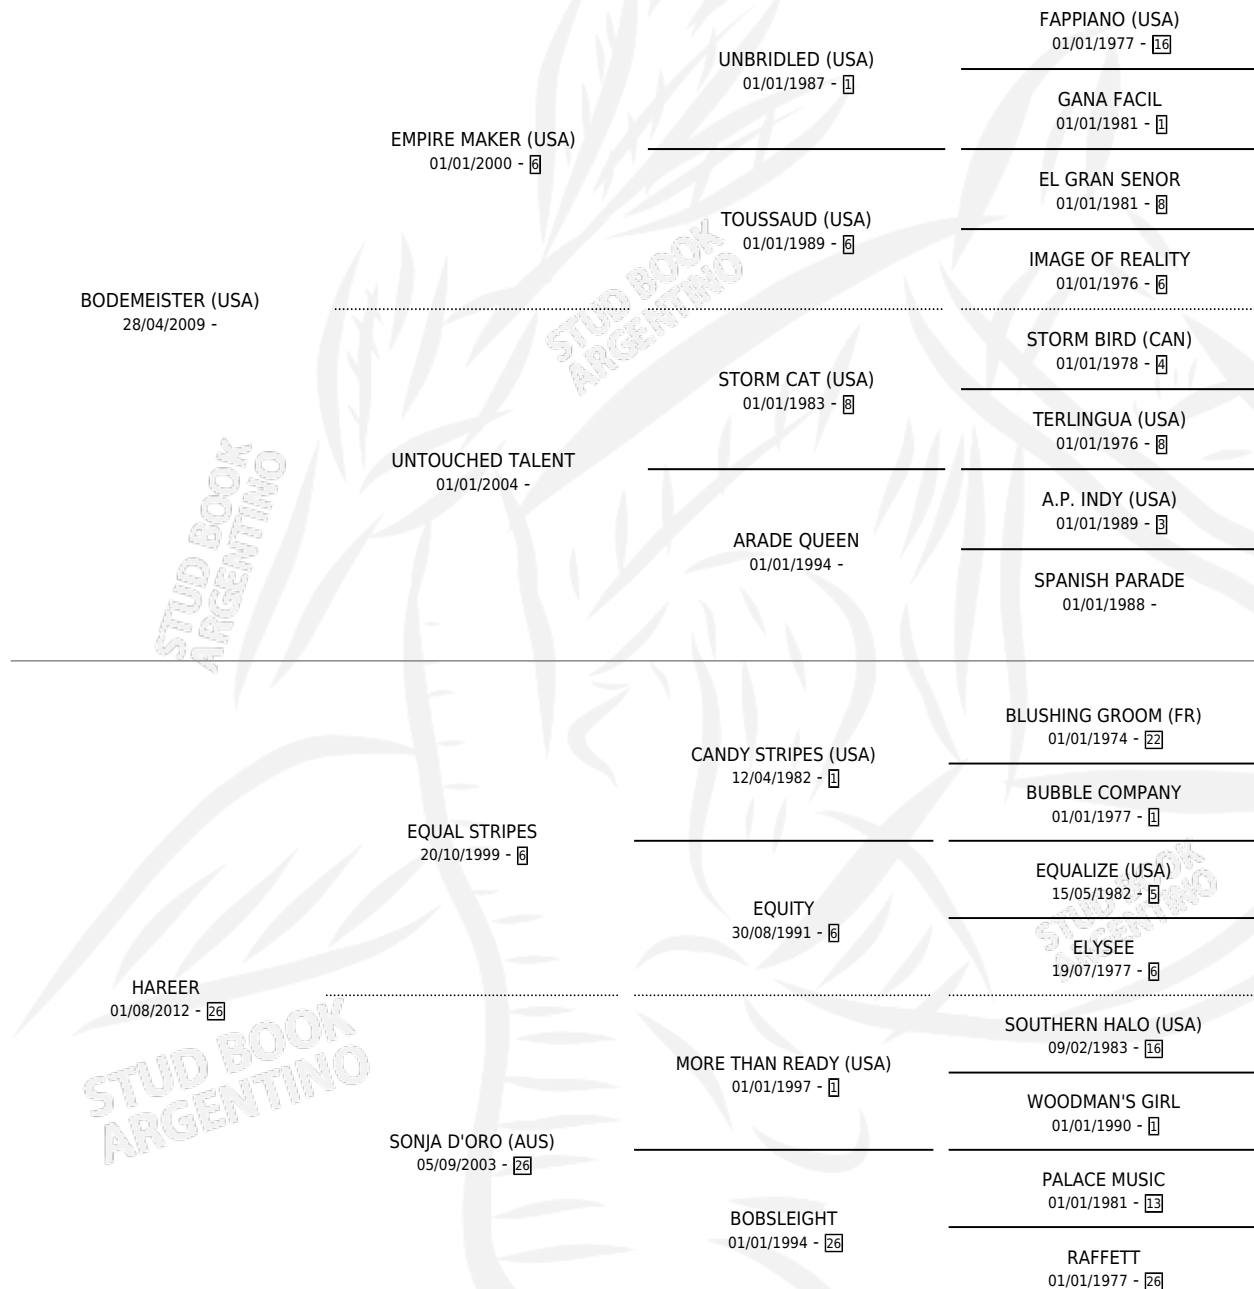 FAPPIANO (USA)
01/01/1977 - 16
UNBRIDLED (USA)
01/01/1987 - 1
GANA FACIL
01/01/1981 - 1
EMPIRE MAKER (USA)
01/01/2000 - 6
EL GRAN SENOR
01/01/1981 - 8
TOUSSAUD (USA)
01/01/1989 - 6
IMAGE OF REALITY
01/01/1976 - 6
BODEMEISTER (USA)
28/04/2009 -
STORM BIRD (CAN)
01/01/1978 - 4
STORM CAT (USA)
01/01/1983 - 8
TERLINGUA (USA)
01/01/1976 - 8
UNTOUCHED TALENT
01/01/2004 -
A.P. INDY (USA)
01/01/1989 - 3
ARADE QUEEN
01/01/1994 -
SPANISH PARADE
01/01/1988 -
STUD BOOK
ARGENTINO
STUD BOOK
ARGENTINO
BLUSHING GROOM (FR)
01/01/1974 - 22
CANDY STRIPES (USA)
12/04/1982 - 1
BUBBLE COMPANY
01/01/1977 - 1
EQUAL STRIPES
20/10/1999 - 6
EQUALIZE (USA)
15/05/1982 - 5
EQUITY
30/08/1991 - 6
ELYSEE
19/07/1977 - 6
STUD BOOK
ARGENTINO
HAREER
01/08/2012 - 26
SOUTHERN HALO (USA)
09/02/1983 - 16
MORE THAN READY (USA)
01/01/1997 - 1
WOODMAN'S GIRL
01/01/1990 - 1
STUD BOOK
ARGENTINO
SONJA D'ORO (AUS)
05/09/2003 - 26
PALACE MUSIC
01/01/1981 - 13
BOBSLEIGHT
01/01/1994 - 26
RAFFETT
01/01/1977 - 26